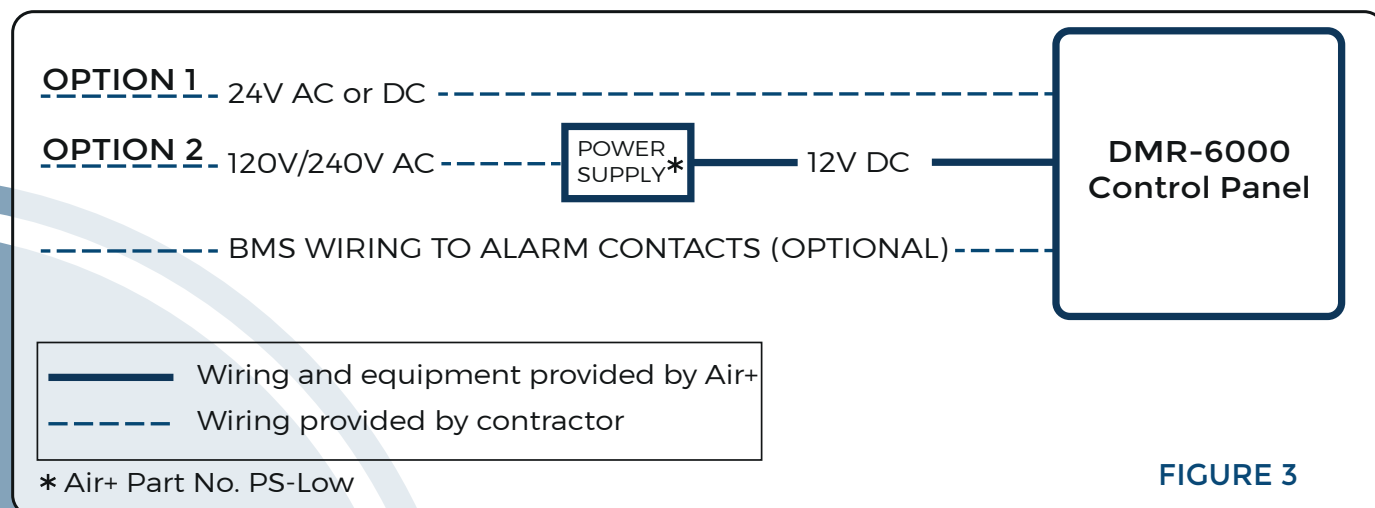 OPTION 1 24V AC or DC
OPTION 2 120V/240V AC
POWER
SUPPLY*
12V DC
DMR-6000
Control Panel
BMS WIRING TO ALARM CONTACTS (OPTIONAL)
Wiring and equipment provided by Air+
Wiring provided by contractor
* Air+ Part No. PS-Low
FIGURE 3